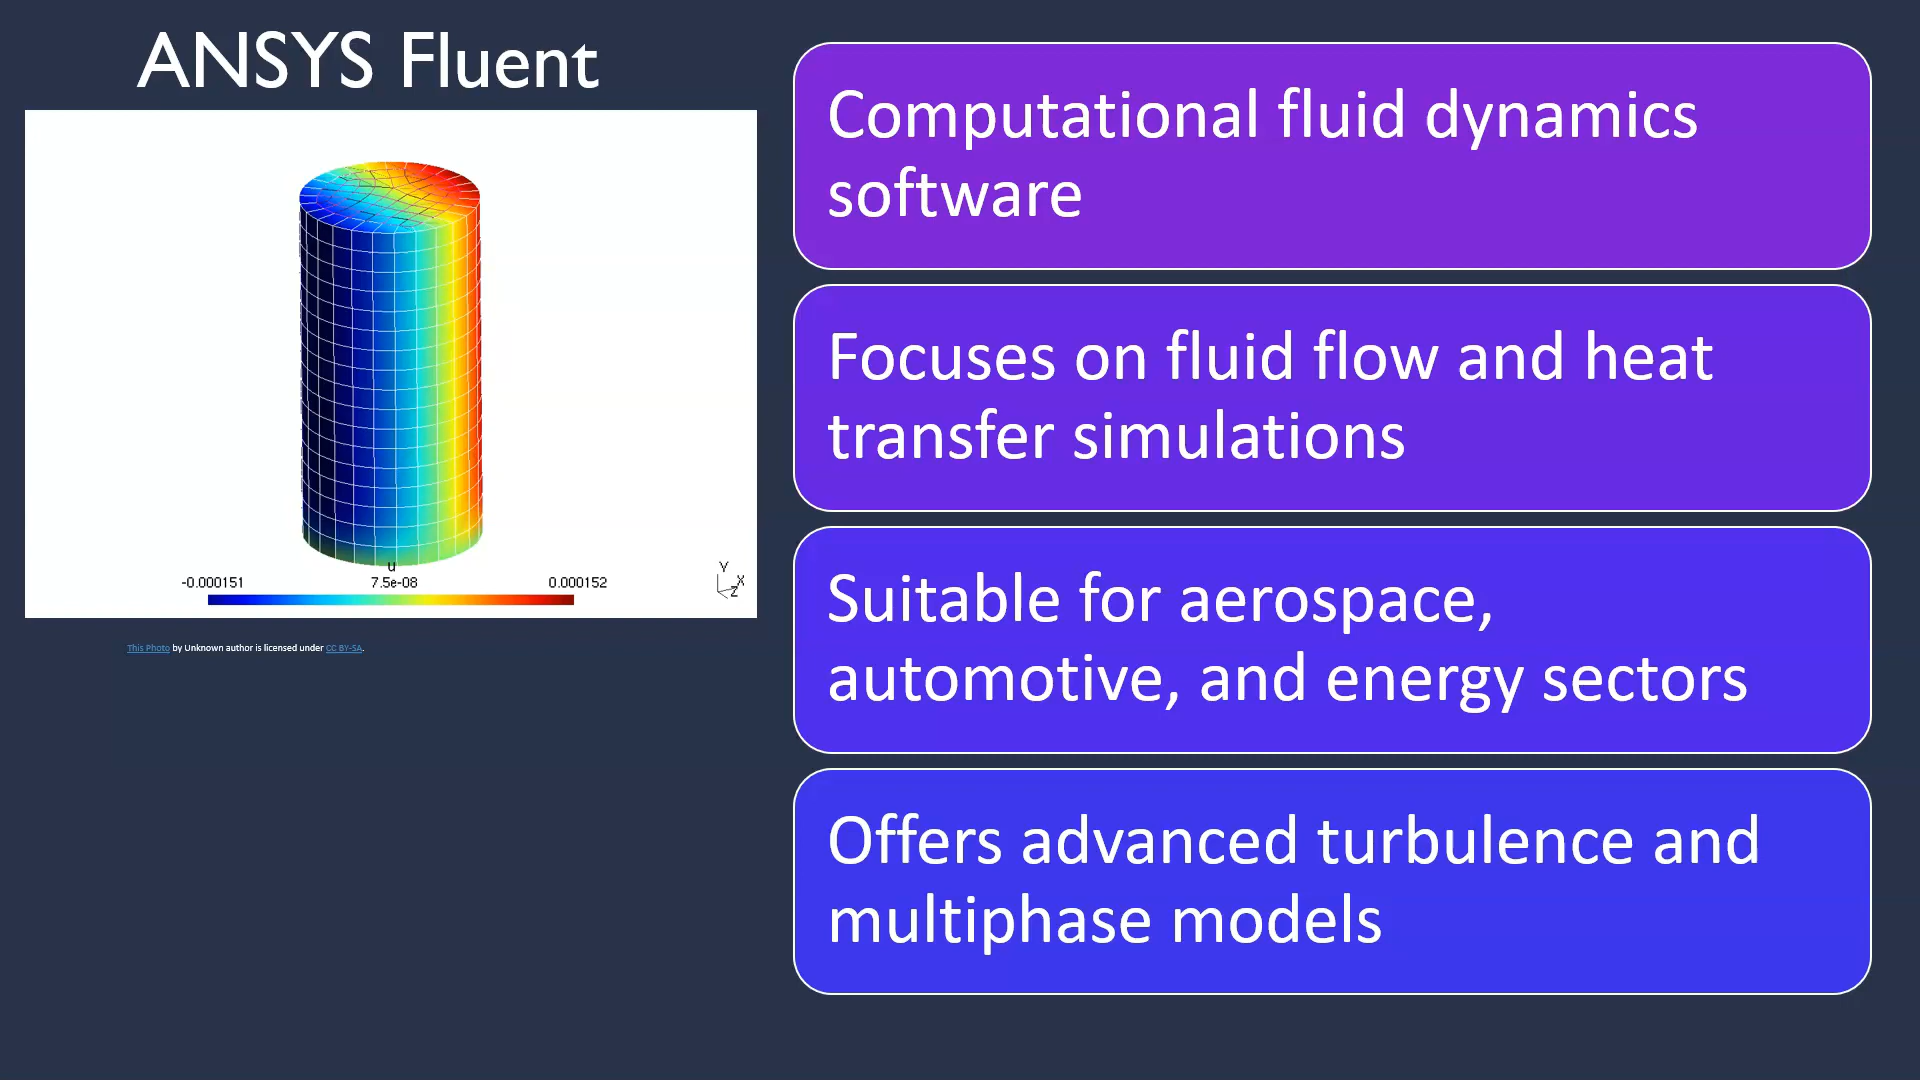 ANSYS Fluent
u
-0.000151 7.5e-08 0.000152
Y
X
Z
This Photo by Unknown author is licensed under CC BY-SA.
Computational fluid dynamics
software
Focuses on fluid flow and heat
transfer simulations
Suitable for aerospace,
automotive, and energy sectors
Offers advanced turbulence and
multiphase models